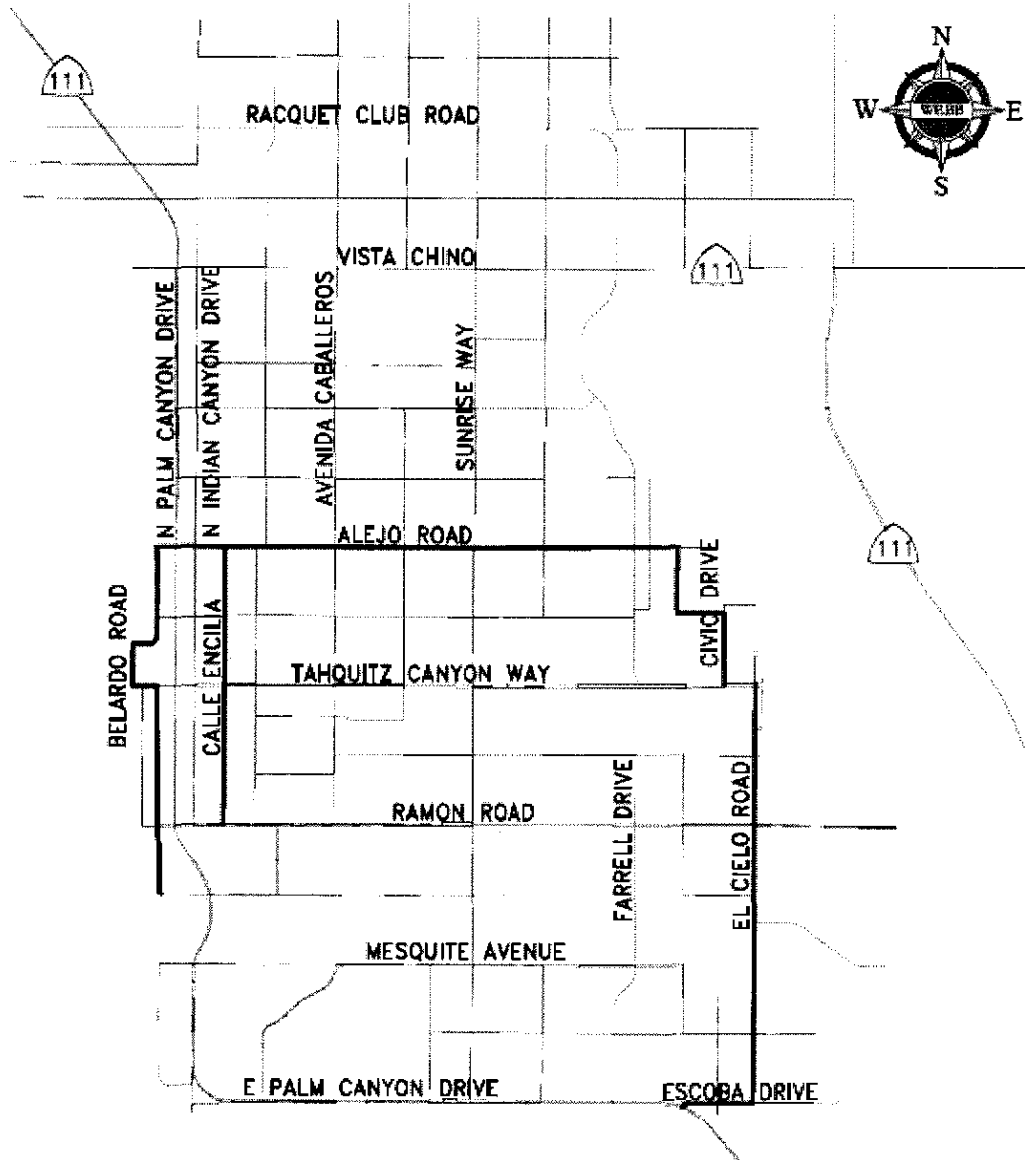 N
111
RACQUET CLUB ROAD
W
WEBB
E
S
VISTA CHINO
111
N PALM CANYON DRIVE
N INDIAN CANYON DRIVE
AVENIDA CABALLEROS
SUNRISE WAY
ALEJO ROAD
111
CIVIC DRIVE
BELARDO ROAD
CALLE ENCILIA
TAHQUITZ CANYON WAY
RAMON ROAD
FARRELL DRIVE
EL CIELO ROAD
MESQUITE AVENUE
E PALM CANYON DRIVE
ESCOBA DRIVE